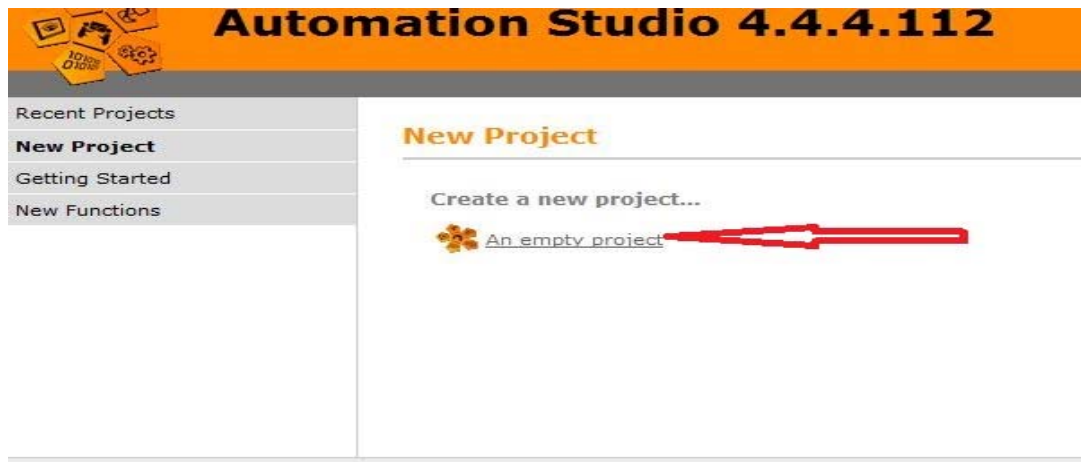 Automation Studio 4.4.4.112
Recent Projects
New Project
Getting Started
New Functions
New Project
Create a new project...
An empty project